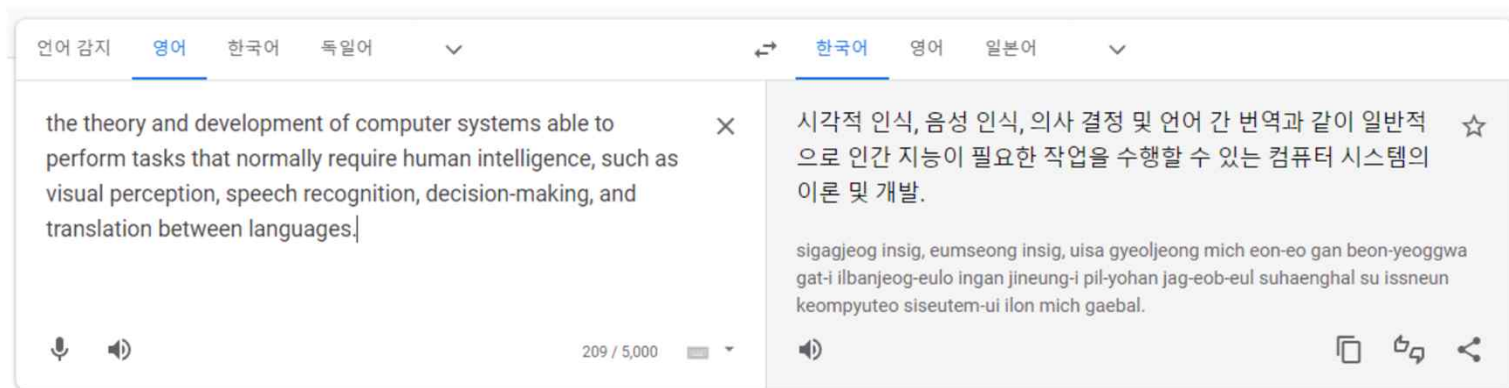 언어 감지 영어 한국어 독일어 한국어 영어 일본어
the theory and development of computer systems able to
perform tasks that normally require human intelligence, such as
visual perception, speech recognition, decision-making, and
translation between languages.
209 / 5,000
시각적 인식, 음성 인식, 의사 결정 및 언어 간 번역과 같이 일반적
으로 인간 지능이 필요한 작업을 수행할 수 있는 컴퓨터 시스템의
이론 및 개발.
sigagjeog insig, eumseong insig, uisa gyeoljeong mich eon-eo gan beon-yeoggwa
gat-i ilbanjeog-eulo ingan jineung-i pil-yohan jag-eob-eul suhaenghal su issneun
keompyuteo siseutem-ui ilon mich gaebal.